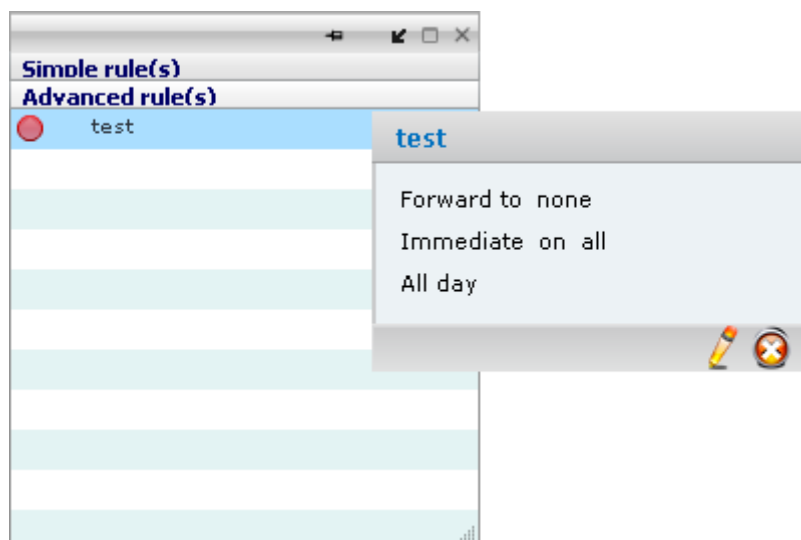 Simple rule(s)
Advanced rule(s)
test
test
Forward to none
Immediate on all
All day